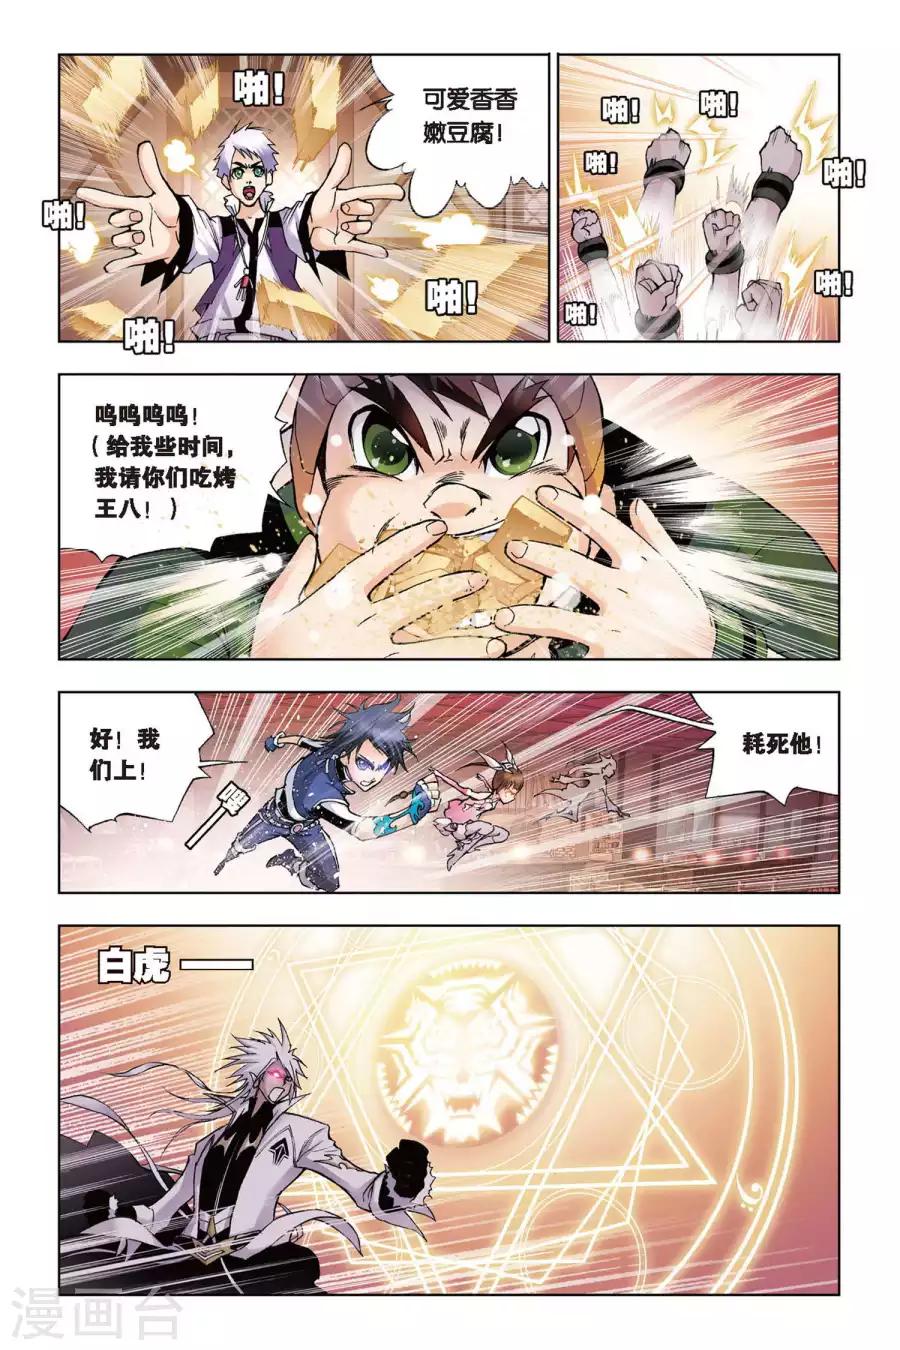 啪！
可爱香香
嫩豆腐！
啪！
啪！
啪！
啪！
啪！
啪！
啪！
啪！
啪！
呜呜呜呜！
（给我些时间，
我请你们吃烤
王八！）
好！我
们上！
嘿——
耗死他！
白虎——
漫画台